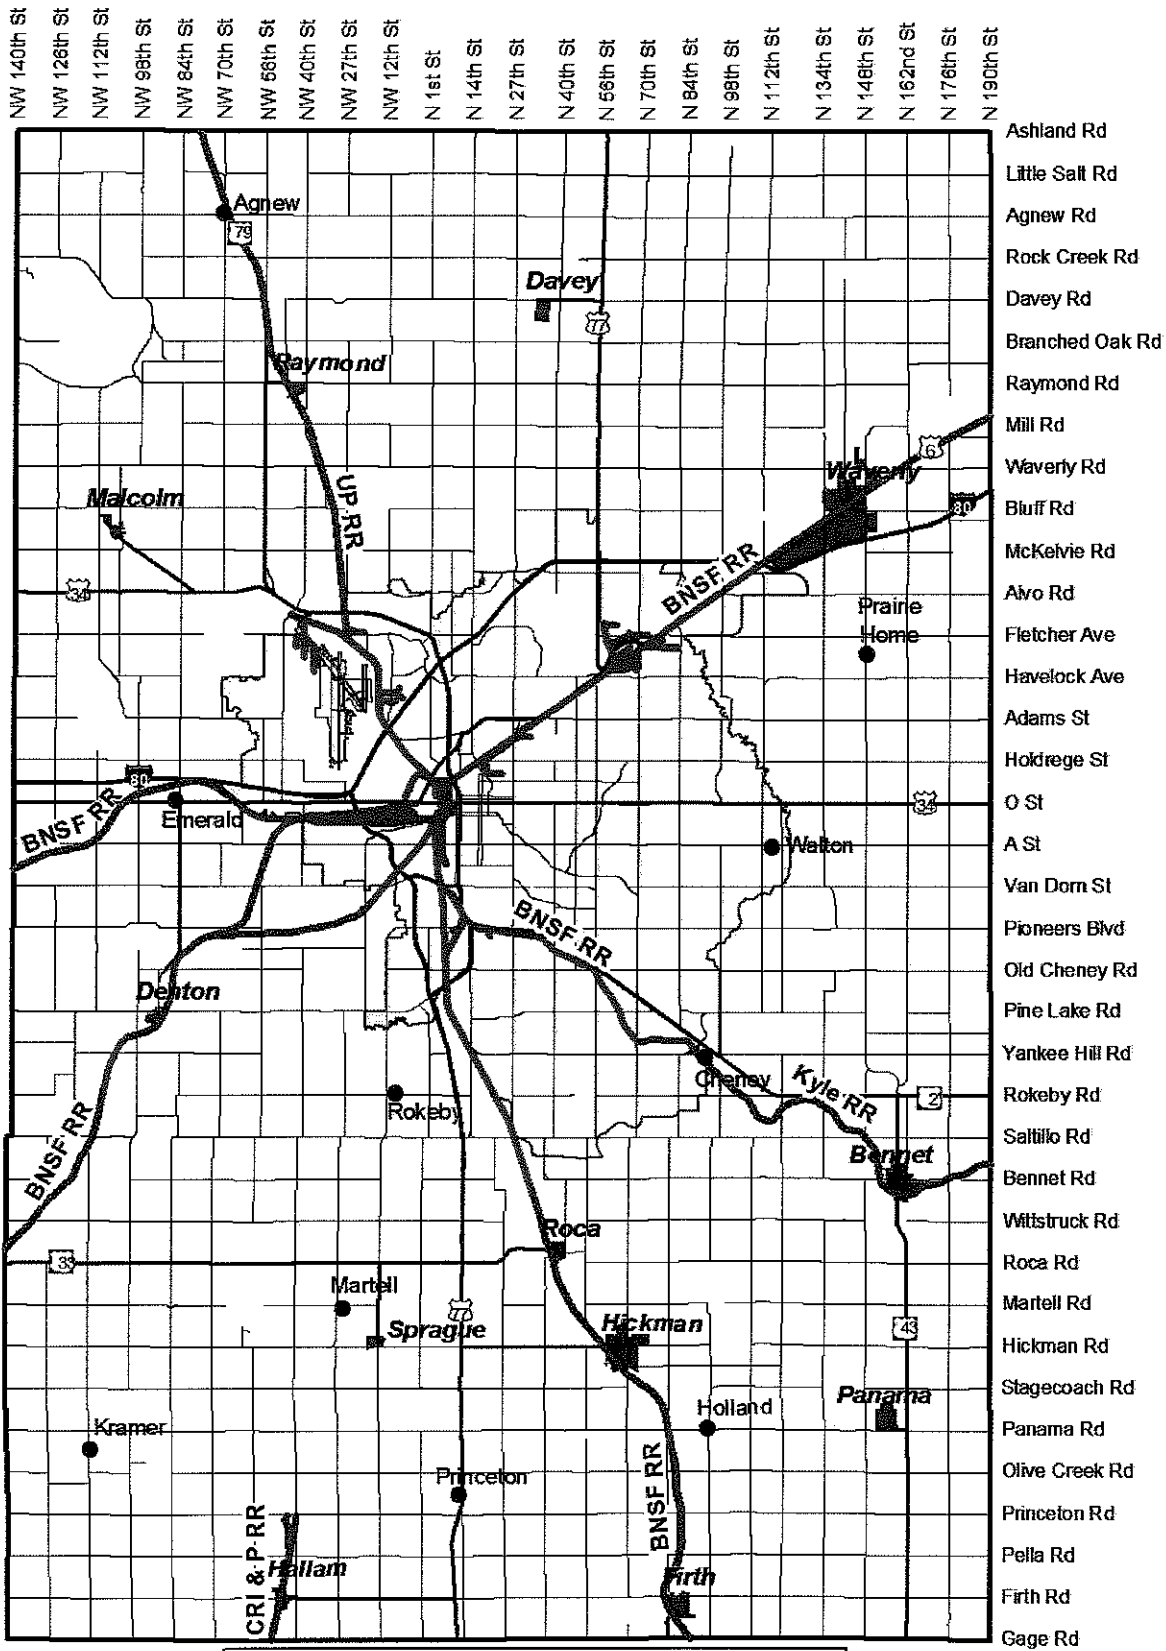 NW 140th St
NW 126th St
NW 112th St
NW 98th St
NW 84th St
NW 70th St
NW 56th St
NW 40th St
NW 27th St
NW 12th St
N 1st St
N 14th St
N 27th St
N 40th St
N 56th St
N 70th St
N 84th St
N 98th St
N 112th St
N 134th St
N 148th St
N 162nd St
N 176th St
N 190th St
Ashland Rd
Little Salt Rd
Agnew
Agnew Rd
79
Rock Creek Rd
Davey
Davey Rd
77
Branched Oak Rd
Raymond
Raymond Rd
Mill Rd
6
Waverly
Waverly Rd
Malcolm
UP RR
80
Bluff Rd
McKelvie Rd
BNSF RR
34
Alvo Rd
Prairie
Home
Fletcher Ave
Havelock Ave
Adams St
Holdrege St
80
BNSF RR
Emerald
34
O St
Walton
A St
Van Dorn St
BNSF RR
Pioneers Blvd
Old Cheney Rd
Denton
Pine Lake Rd
Yankee Hill Rd
Cheney
Kyle RR
2
Rokeby Rd
Rokeby
BNSF RR
Saltillo Rd
Bennet
Bennet Rd
Wittstruck Rd
Roca
33
Roca Rd
Martell
77
Martell Rd
Sprague
Hickman
43
Hickman Rd
Stagecoach Rd
Panama
Holland
Kramer
Panama Rd
Princeton
BNSF RR
Olive Creek Rd
Princeton Rd
CRI & P RR
Pella Rd
Hallam
Firth
Firth Rd
Gage Rd